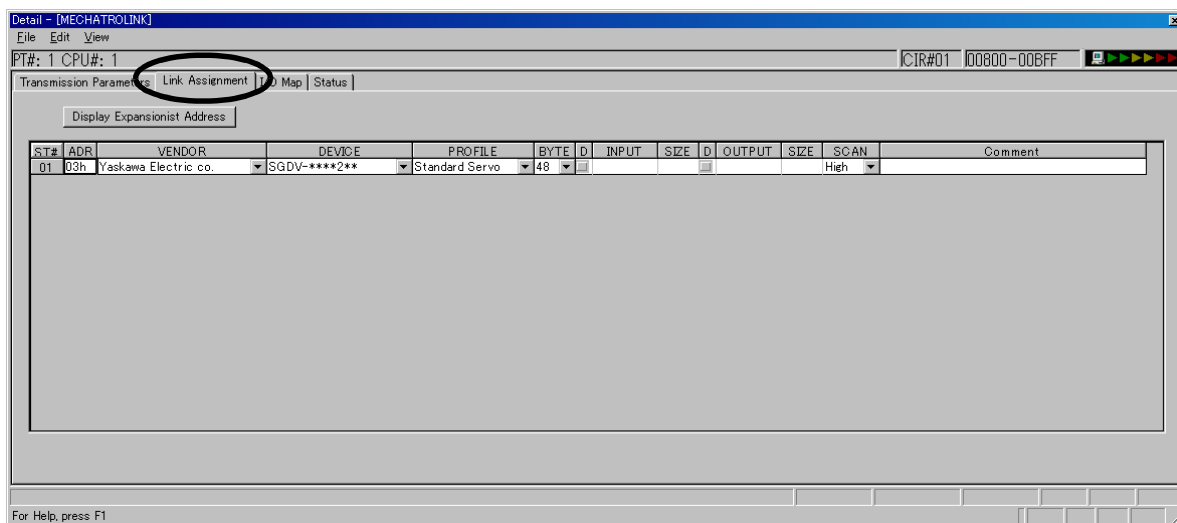 Detail - [MECHATROLINK]
File Edit View
PT#: 1 CPU#: 1 CIR#01 00800-00BFF
Transmission Parameters Link Assignment I/O Map Status
Display Expansionist Address
ST# ADR VENDOR DEVICE PROFILE BYTE D INPUT SIZE D OUTPUT SIZE SCAN Comment
01 03h Yaskawa Electric co. SGDV-****2** Standard Servo 48 High
For Help, press F1